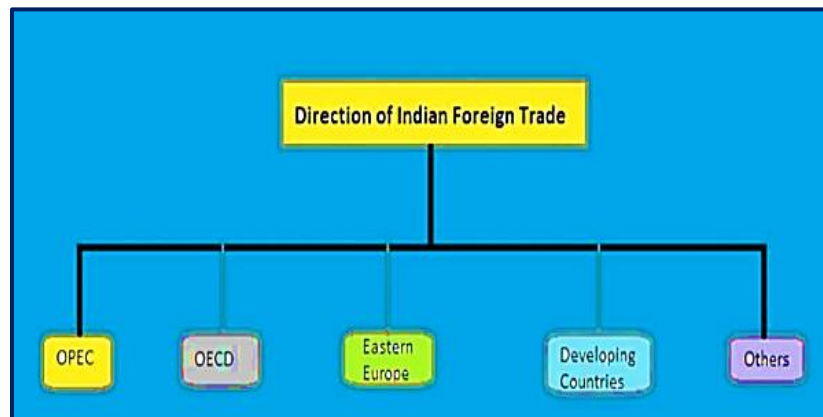 Direction of Indian Foreign Trade
OPEC
OECD
Eastern
Europe
Developing
Countries
Others